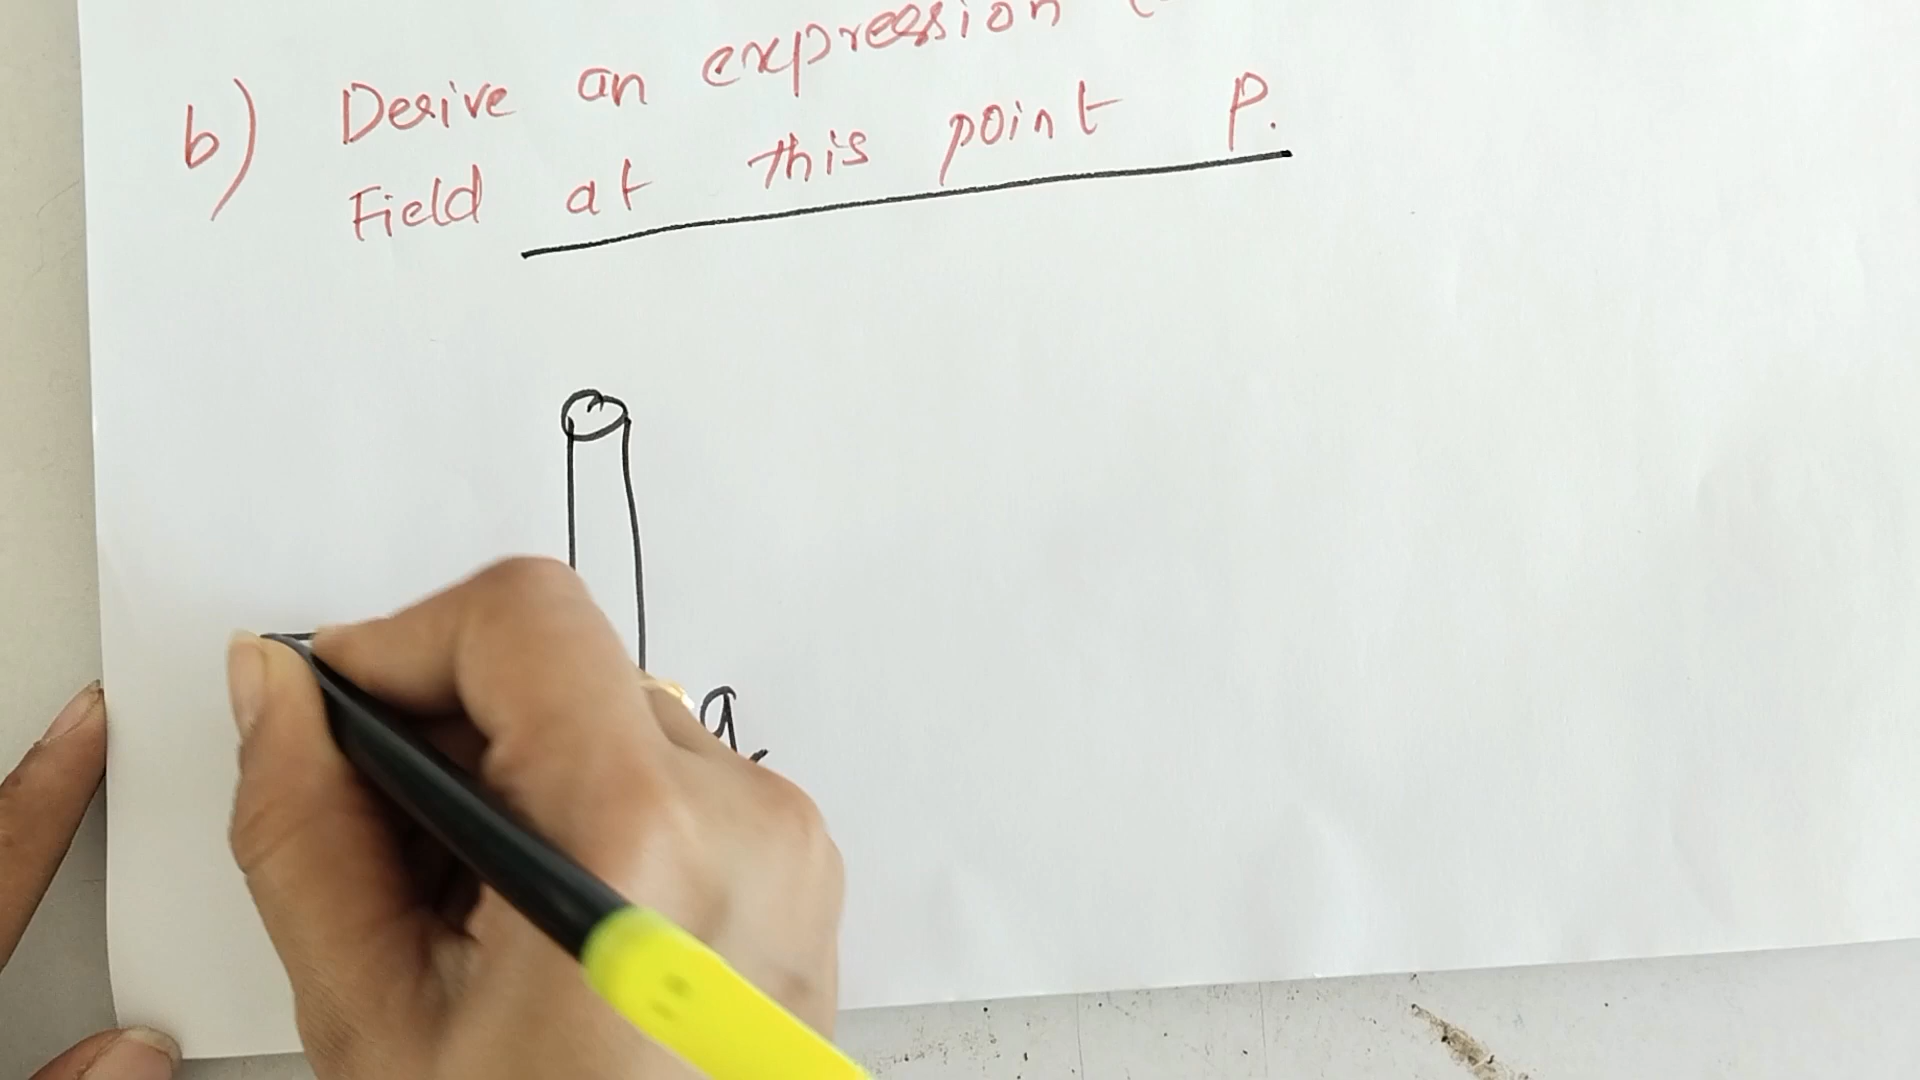 b) Derive an expression
Field at this point P.
q